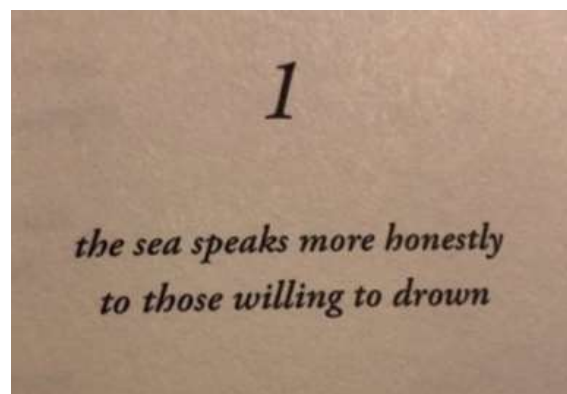 1
the sea speaks more honestly
to those willing to drown